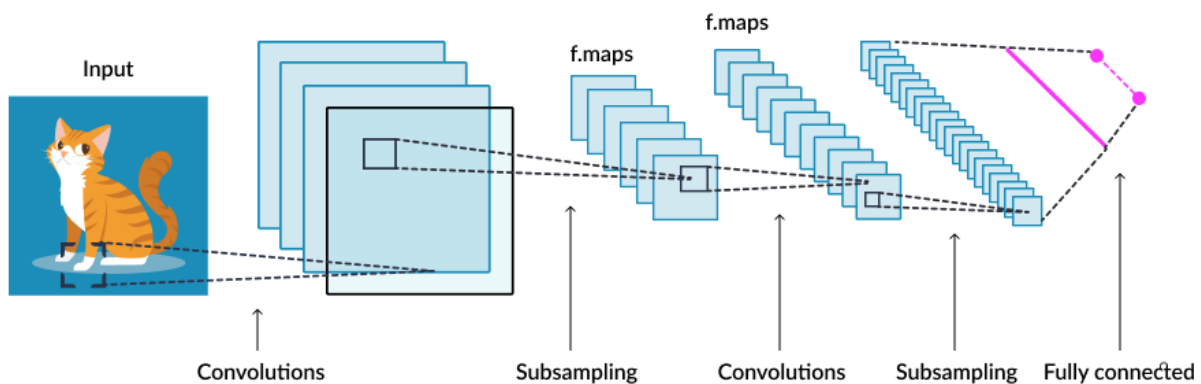 Input
f.maps
f.maps
Convolutions
Subsampling
Convolutions
Subsampling
Fully connected